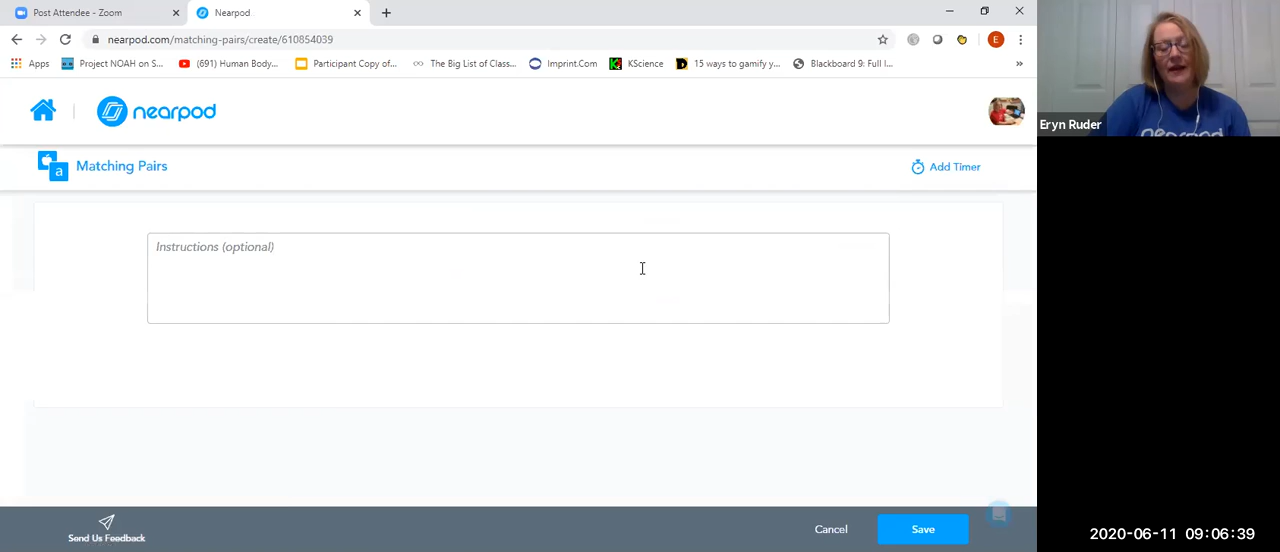 Post Attendee - Zoom
Nearpod
nearpod.com/matching-pairs/create/610854039
Apps
Project NOAH on S...
(691) Human Body...
Participant Copy of...
The Big List of Class...
Imprint.Com
KScience
15 ways to gamify y...
Blackboard 9: Full I...
»
nearpod
Eryn Ruder
nearpod
a
Matching Pairs
Add Timer
Instructions (optional)
Send Us Feedback
Cancel
Save
2020-06-11 09:06:39